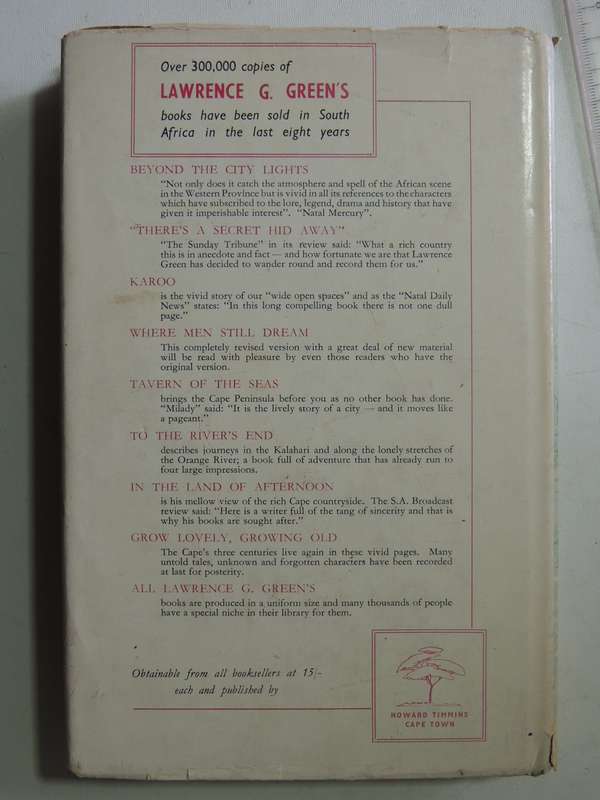 Over 300,000 copies of
LAWRENCE G. GREEN'S
books have been sold in South
Africa in the last eight years
BEYOND THE CITY LIGHTS
"Not only does it catch the atmosphere and spell of the African scene
in the Western Province but is vivid in all its references to the characters
which have subscribed to the lore, legend, drama and history that have
given it imperishable interest". "Natal Mercury".
"THERE'S A SECRET HID AWAY"
"The Sunday Tribune" in its review said: "What a rich country
this is in anecdote and fact — and how fortunate we are that Lawrence
Green has decided to wander round and record them for us."
KAROO
is the vivid story of our "wide open spaces" and as the "Natal Daily
News" states: "In this long compelling book there is not one dull
page."
WHERE MEN STILL DREAM
This completely revised version with a great deal of new material
will be read with pleasure by even those readers who have the
original version.
TAVERN OF THE SEAS
brings the Cape Peninsula before you as no other book has done.
"Milady" said: "It is the lively story of a city — and it moves like
a pageant."
TO THE RIVER'S END
describes journeys in the Kalahari and along the lonely stretches of
the Orange River; a book full of adventure that has already run to
four large impressions.
IN THE LAND OF AFTERNOON
is his mellow view of the rich Cape countryside. The S.A. Broadcast
review said: "Here is a writer full of the tang of sincerity and that is
why his books are sought after."
GROW LOVELY, GROWING OLD
The Cape's three centuries live again in these vivid pages. Many
untold tales, unknown and forgotten characters have been recorded
at last for posterity.
ALL LAWRENCE G. GREEN'S
books are produced in a uniform size and many thousands of people
have a special niche in their library for them.
Obtainable from all booksellers at 15/-
each and published by
HOWARD TIMMINS
CAPE TOWN